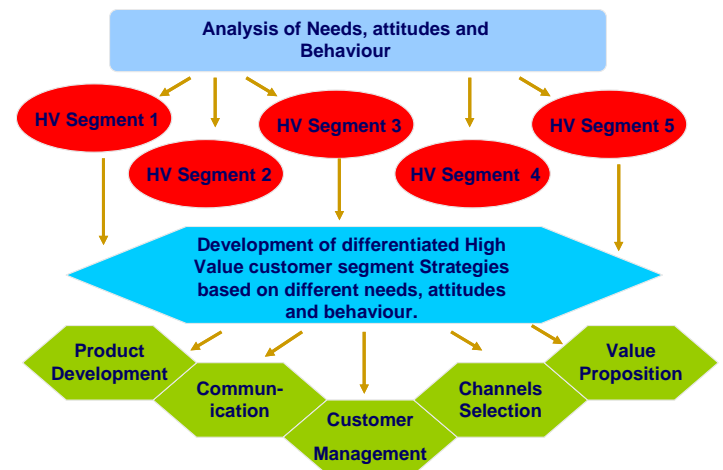 Analysis of Needs, attitudes and
Behaviour
HV Segment 1
HV Segment 2
HV Segment 3
HV Segment 4
HV Segment 5
Development of differentiated High
Value customer segment Strategies
based on different needs, attitudes
and behaviour.
Product
Development
Commun-
ication
Customer
Management
Channels
Selection
Value
Proposition